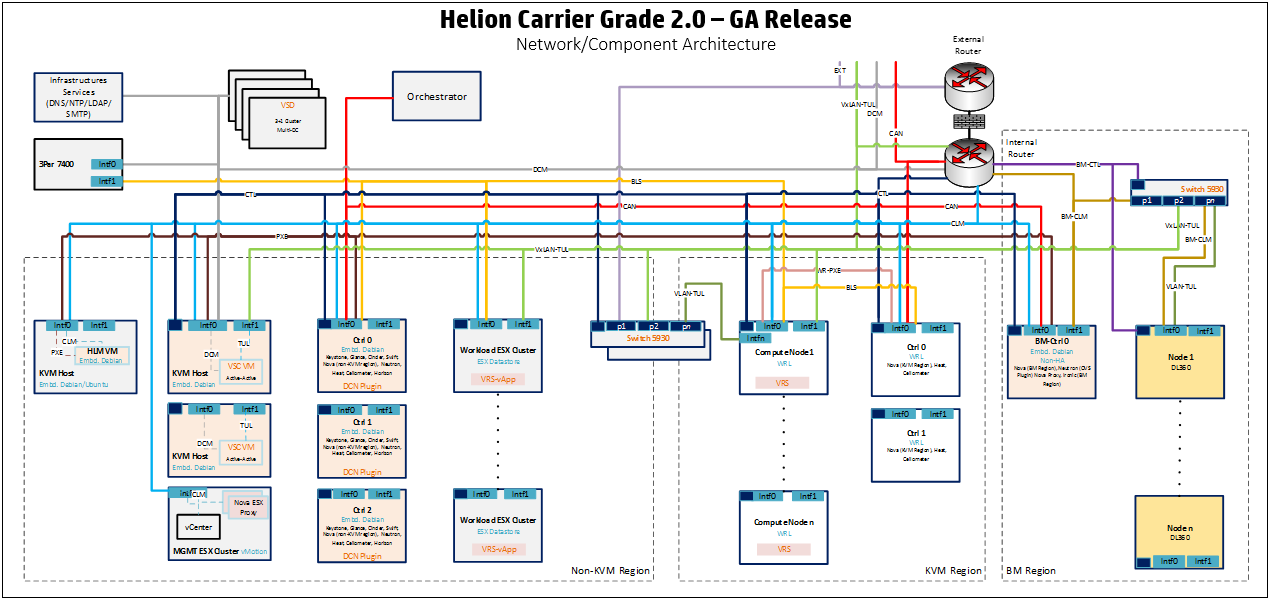 Helion Carrier Grade 2.0 – GA Release
Network/Component Architecture
External
Router
Infrastructures
Services
(DNS/NTP/LDAP/
SMTP)
VSD
3+1 Cluster
Multi-DC
Orchestrator
EXT
VxLAN-TUL
DCM
CAN
3Par 7400
Intf0
Intf1
Internal
Router
DCM
BLS
BM-CTL
Switch 5930
p1
p2
pn
CTL
CTL
CAN
CAN
BM-CLM
CLM
VxLAN-TUL
BM-CLM
PXE
VxLAN-TUL
WR-PXE
BLS
VLAN-TUL
VLAN-TUL
Intf0
Intf1
CLM
PXE
HLM VM
Embd. Debian
KVM Host
Embd. Debian/Ubuntu
Intf0
Intf1
DCM
TUL
VSC VM
Active-Active
KVM Host
Embd. Debian
Intf0
Intf1
Ctrl 0
Embd. Debian
Keystone, Glance, Cinder, Swift,
Nova (non-KVM region), Neutron,
Heat, Ceilometer, Horizon
DCN Plugin
Intf0
Intf1
Workload ESX Cluster
ESX Datastore
VRS-vApp
p1
p2
pn
Switch 5930
Intf0
Intf1
Intfn
Compute Node1
WRL
VRS
Intf0
Intf1
Ctrl 0
WRL
Nova (KVM Region), Heat,
Ceilometer
Intf0
Intf1
BM-Ctrl 0
Embd. Debian
Non-HA
Nova (BM Region), Neutron (OVS
Plugin) Nova Proxy, Ironic (BM
Region)
Intf0
Intf1
Node 1
DL360
Intf0
Intf1
DCM
TUL
VSC VM
Active-Active
KVM Host
Embd. Debian
Intf0
Intf1
Ctrl 1
Embd. Debian
Keystone, Glance, Cinder, Swift,
Nova (non-KVM region), Neutron,
Heat, Ceilometer, Horizon
DCN Plugin
Intf0
Intf1
Ctrl 1
WRL
Nova (KVM Region), Heat,
Ceilometer
CLM
Nova ESX
Proxy
vCenter
MGMT ESX Cluster vMotion
Intf0
Intf1
Ctrl 2
Embd. Debian
Keystone, Glance, Cinder, Swift,
Nova (non-KVM region), Neutron,
Heat, Ceilometer, Horizon
DCN Plugin
Intf0
Intf1
Workload ESX Cluster
ESX Datastore
VRS-vApp
Intf0
Intf1
Compute Node n
WRL
VRS
Node n
DL360
Intf0
Intf1
Non-KVM Region
KVM Region
BM Region